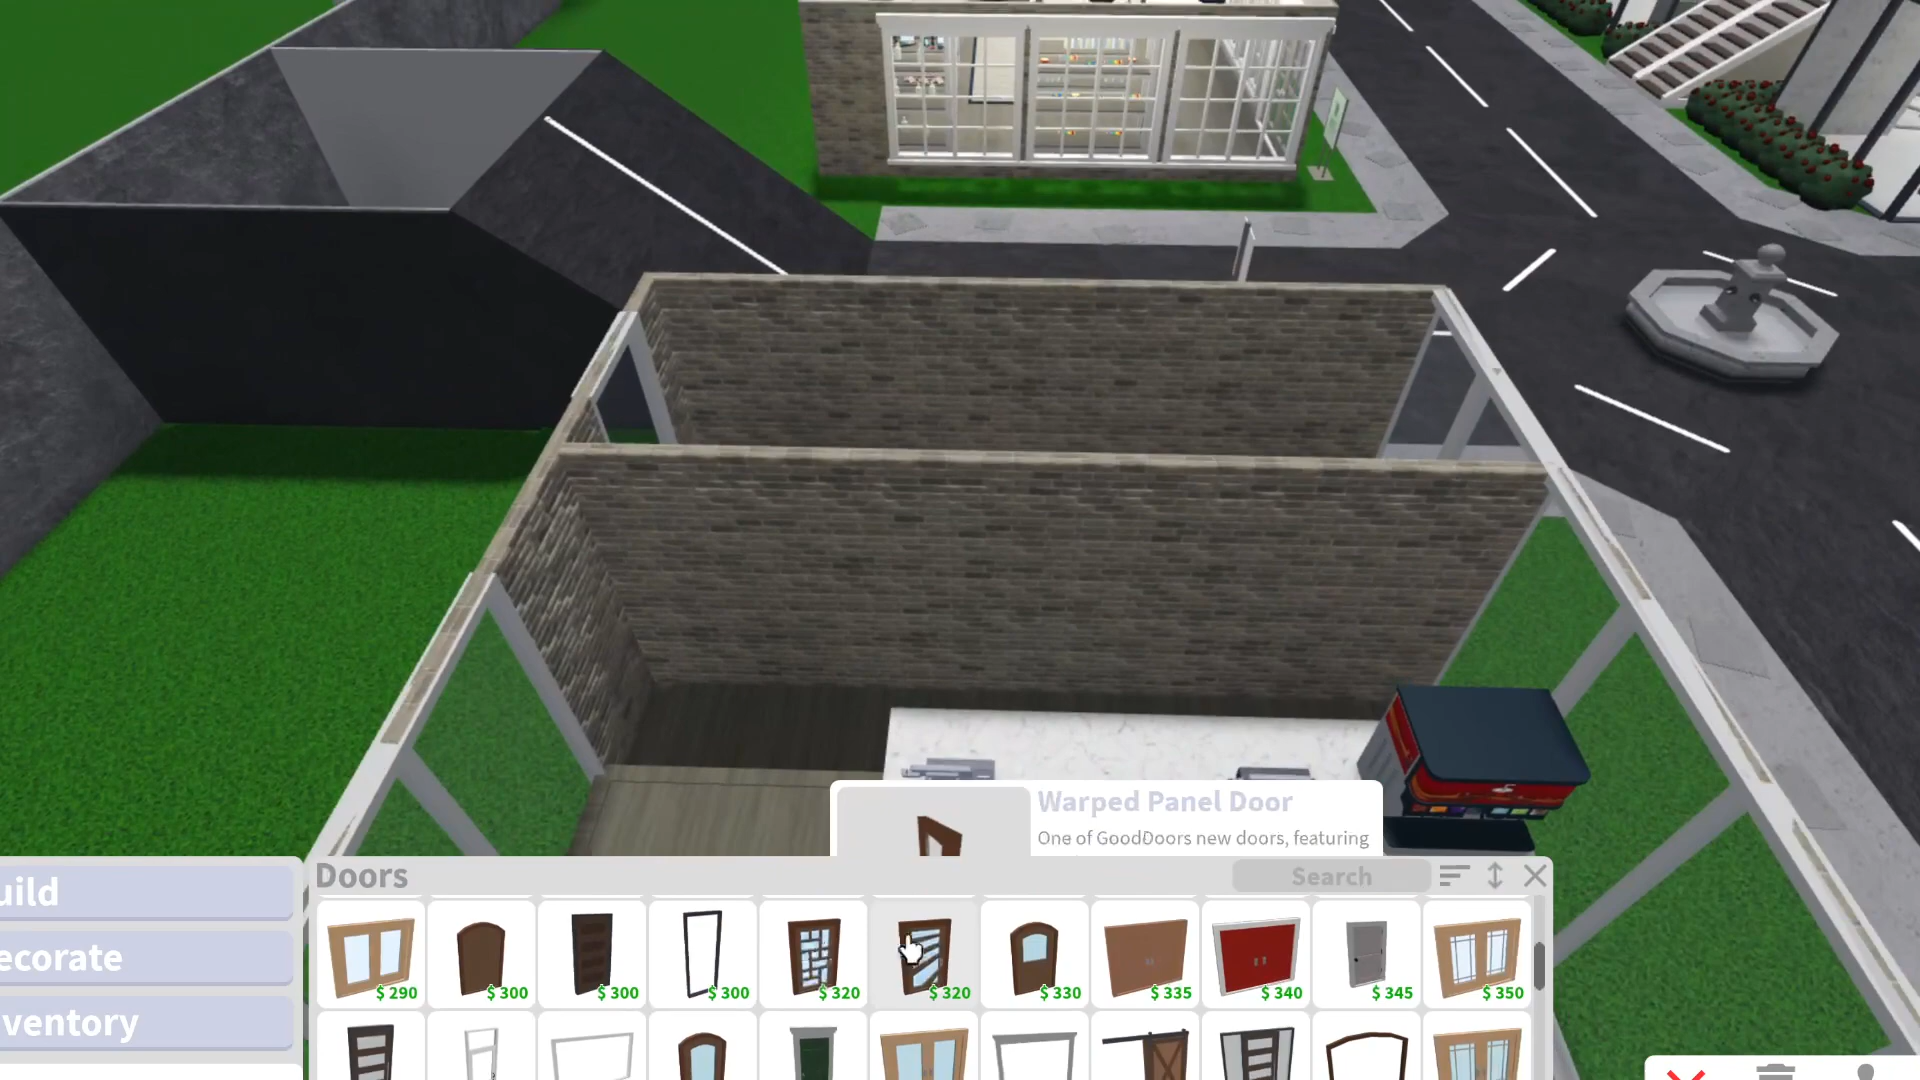 Warped Panel Door
One of GoodDoors new doors, featuring
Doors
Search
uild
ecorate
ventory
$ 290
$ 300
$ 300
$ 300
$ 320
$ 320
$ 330
$ 335
$ 340
$ 345
$ 350